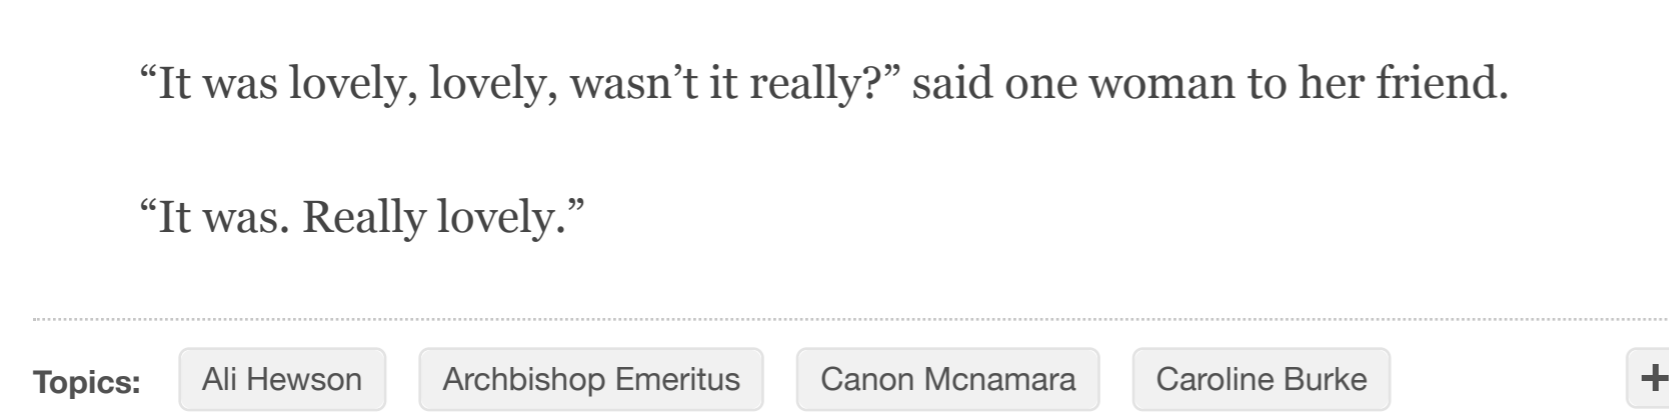 “It was lovely, lovely, wasn’t it really?” said one woman to her friend.
“It was. Really lovely.”
Topics: Ali Hewson Archbishop Emeritus Canon Mcnamara Caroline Burke +